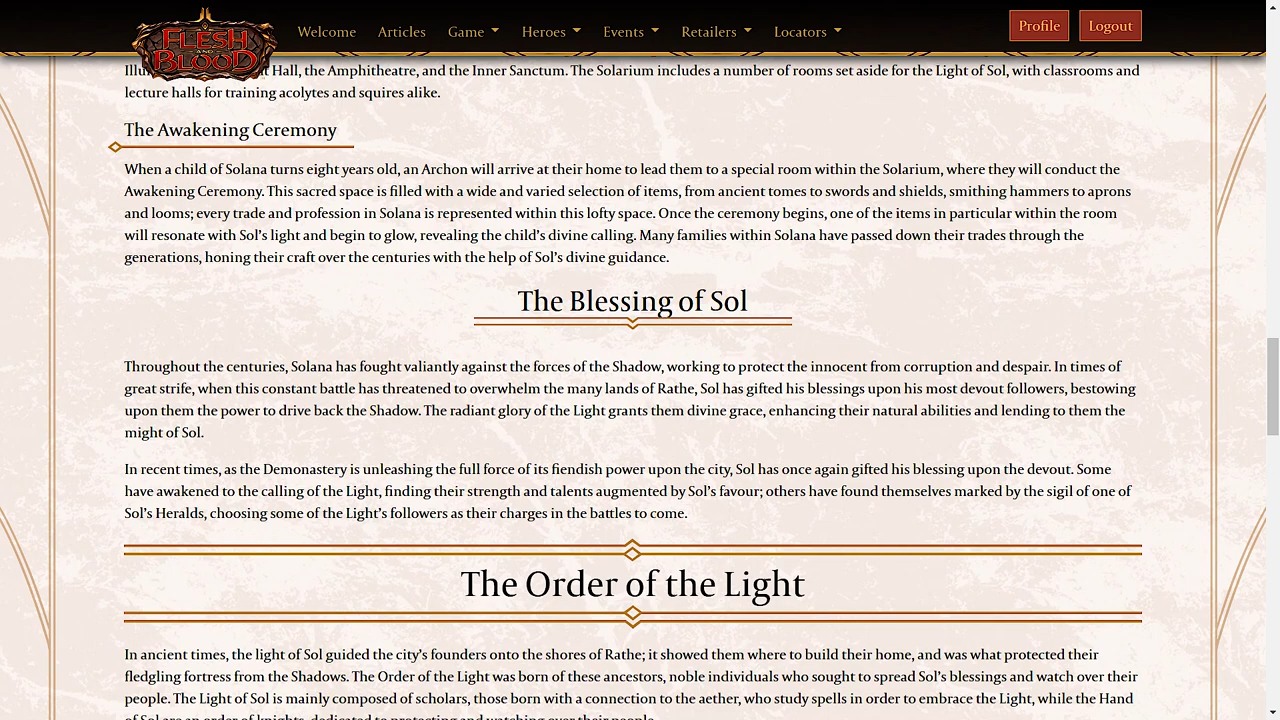 FLESH
AND
BLOOD
Welcome Articles Game Heroes Events Retailers Locators Profile Logout
Hall, the Amphitheatre, and the Inner Sanctum. The Solarium includes a number of rooms set aside for the Light of Sol, with classrooms and
lecture halls for training acolytes and squires alike.
The Awakening Ceremony
When a child of Solana turns eight years old, an Archon will arrive at their home to lead them to a special room within the Solarium, where they will conduct the
Awakening Ceremony. This sacred space is filled with a wide and varied selection of items, from ancient tomes to swords and shields, smithing hammers to aprons
and looms; every trade and profession in Solana is represented within this lofty space. Once the ceremony begins, one of the items in particular within the room
will resonate with Sol’s light and begin to glow, revealing the child’s divine calling. Many families within Solana have passed down their trades through the
generations, honing their craft over the centuries with the help of Sol’s divine guidance.
The Blessing of Sol
Throughout the centuries, Solana has fought valiantly against the forces of the Shadow, working to protect the innocent from corruption and despair. In times of
great strife, when this constant battle has threatened to overwhelm the many lands of Rathe, Sol has gifted his blessings upon his most devout followers, bestowing
upon them the power to drive back the Shadow. The radiant glory of the Light grants them divine grace, enhancing their natural abilities and lending to them the
might of Sol.
In recent times, as the Demonastery is unleashing the full force of its fiendish power upon the city, Sol has once again gifted his blessing upon the devout. Some
have awakened to the calling of the Light, finding their strength and talents augmented by Sol’s favour; others have found themselves marked by the sigil of one of
Sol’s Heralds, choosing some of the Light’s followers as their charges in the battles to come.
The Order of the Light
In ancient times, the light of Sol guided the city’s founders onto the shores of Rathe; it showed them where to build their home, and was what protected their
fledgling fortress from the Shadows. The Order of the Light was born of these ancestors, noble individuals who sought to spread Sol’s blessings and watch over their
people. The Light of Sol is mainly composed of scholars, those born with a connection to the aether, who study spells in order to embrace the Light, while the Hand
of Sol are an order of knights, dedicated to protecting and watching over their people.